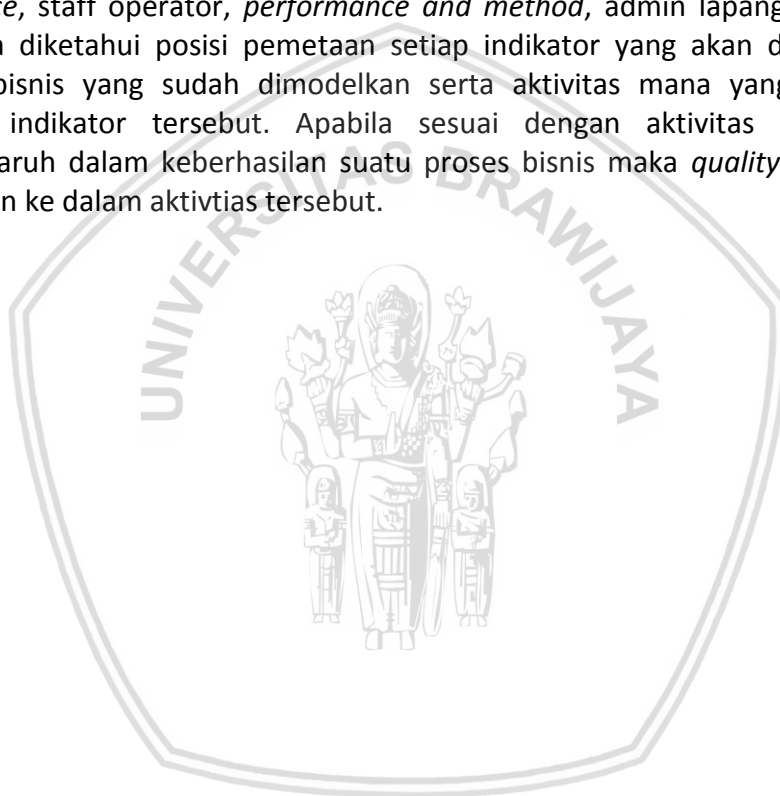 ce, staff operator, performance and method, admin lapang
diketahui posisi pemetaan setiap indikator yang akan d
bisnis yang sudah dimodelkan serta aktivitas mana yang
indikator tersebut. Apabila sesuai dengan aktivitas
aruh dalam keberhasilan suatu proses bisnis maka quality
n ke dalam aktivtias tersebut.
UNIVERSITAS BRAWIJAYA